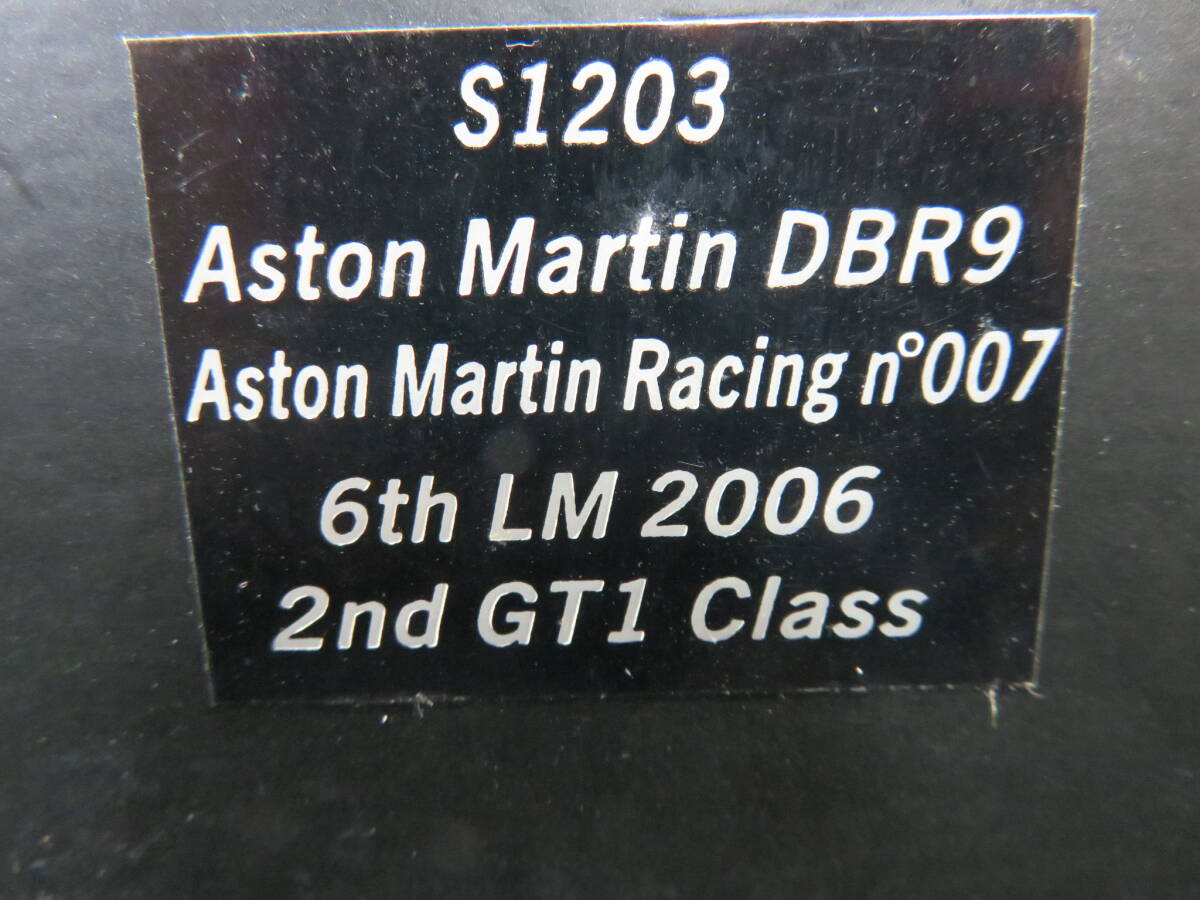 S1203
Aston Martin DBR9
Aston Martin Racing n°007
6th LM 2006
2nd GT1 Class